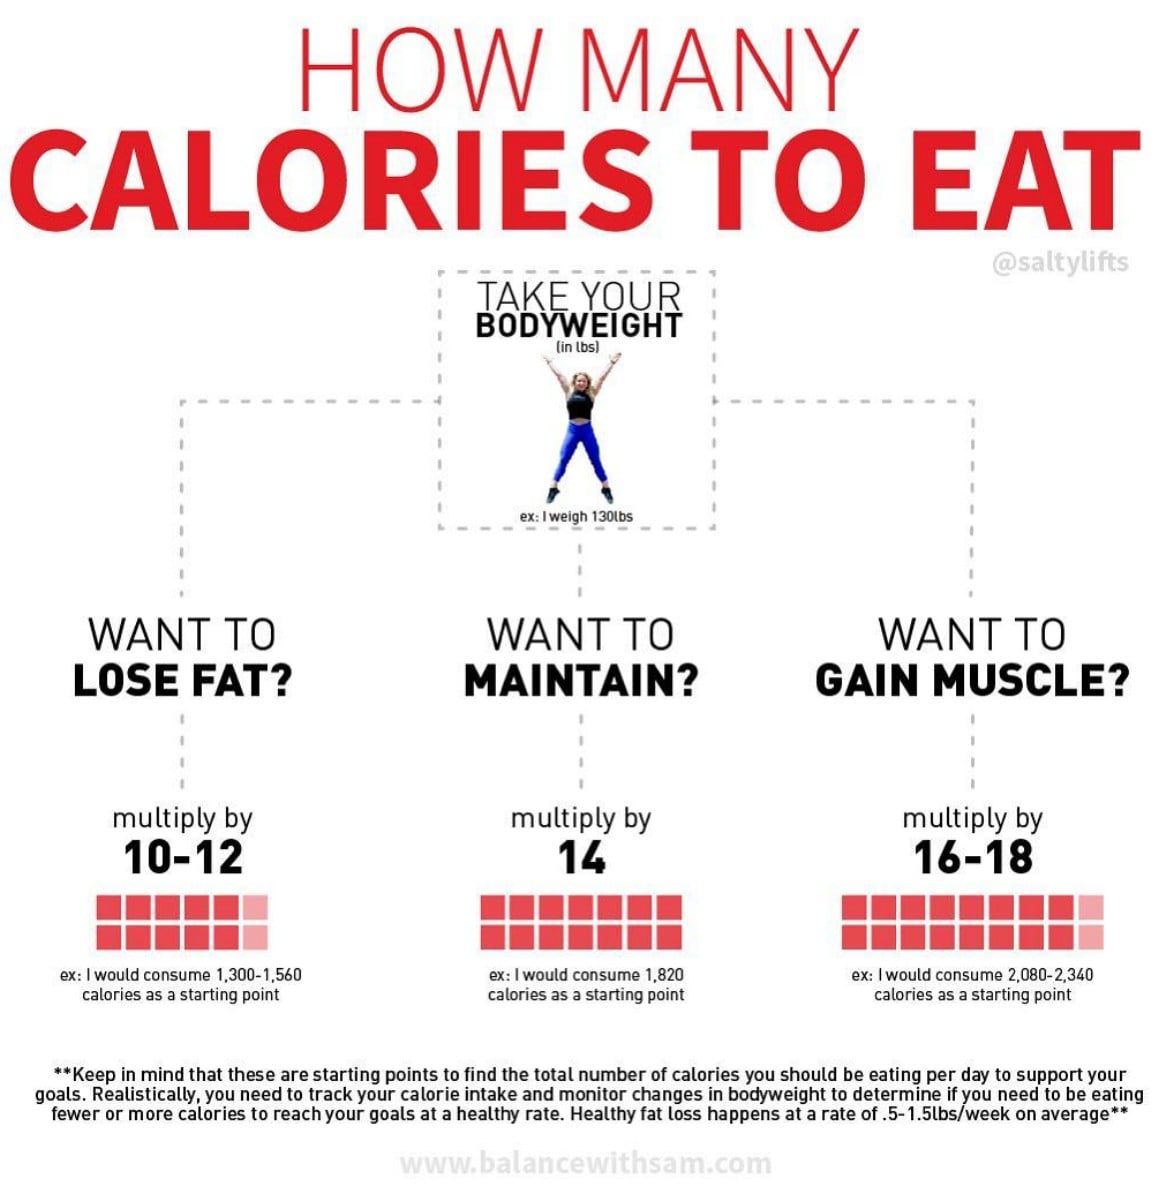 HOW MANY
CALORIES TO EAT
@saltylifts
TAKE YOUR
BODYWEIGHT
(in lbs)
ex: I weigh 130lbs
WANT TO
LOSE FAT?
multiply by
10-12
ex: I would consume 1,300-1,560
calories as a starting point
WANT TO
MAINTAIN?
multiply by
14
ex: I would consume 1,820
calories as a starting point
WANT TO
GAIN MUSCLE?
multiply by
16-18
ex: I would consume 2,080-2,340
calories as a starting point
**Keep in mind that these are starting points to find the total number of calories you should be eating per day to support your
goals. Realistically, you need to track your calorie intake and monitor changes in bodyweight to determine if you need to be eating
fewer or more calories to reach your goals at a healthy rate. Healthy fat loss happens at a rate of .5-1.5lbs/week on average**
www.balancewithsam.com